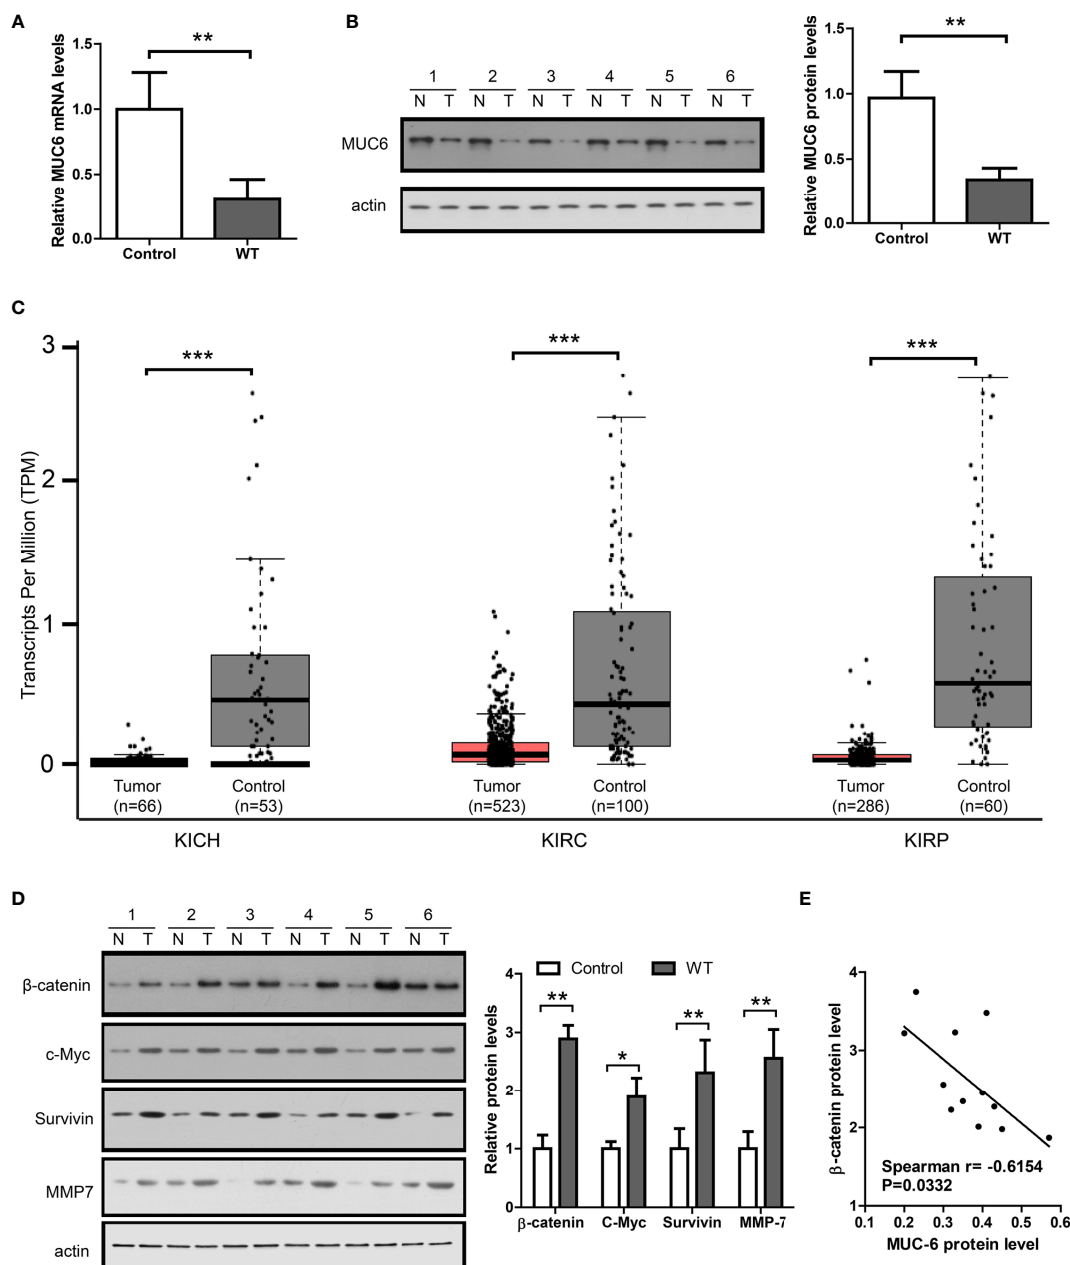 A
Relative MUC6 mRNA levels
1.5
1.0
0.5
0.0
**
Control WT
B
1 2 3 4 5 6
N T N T N T N T N T N T
MUC6
actin
Relative MUC6 protein levels
1.5
1.0
0.5
0.0
**
Control WT
C
Transcripts Per Million (TPM)
3
2
1
0
*** *** ***
Tumor Control Tumor Control Tumor Control
(n=66) (n=53) (n=523) (n=100) (n=286) (n=60)
KICH KIRC KIRP
D
1 2 3 4 5 6
N T N T N T N T N T N T
β-catenin
c-Myc
Survivin
MMP7
actin
Relative protein levels
4
3
2
1
0
Control WT
** * ** **
β-catenin C-Myc Survivin MMP-7
E
β-catenin protein level
4
3
2
1
Spearman r= -0.6154
P=0.0332
0.1 0.2 0.3 0.4 0.5 0.6
MUC-6 protein level